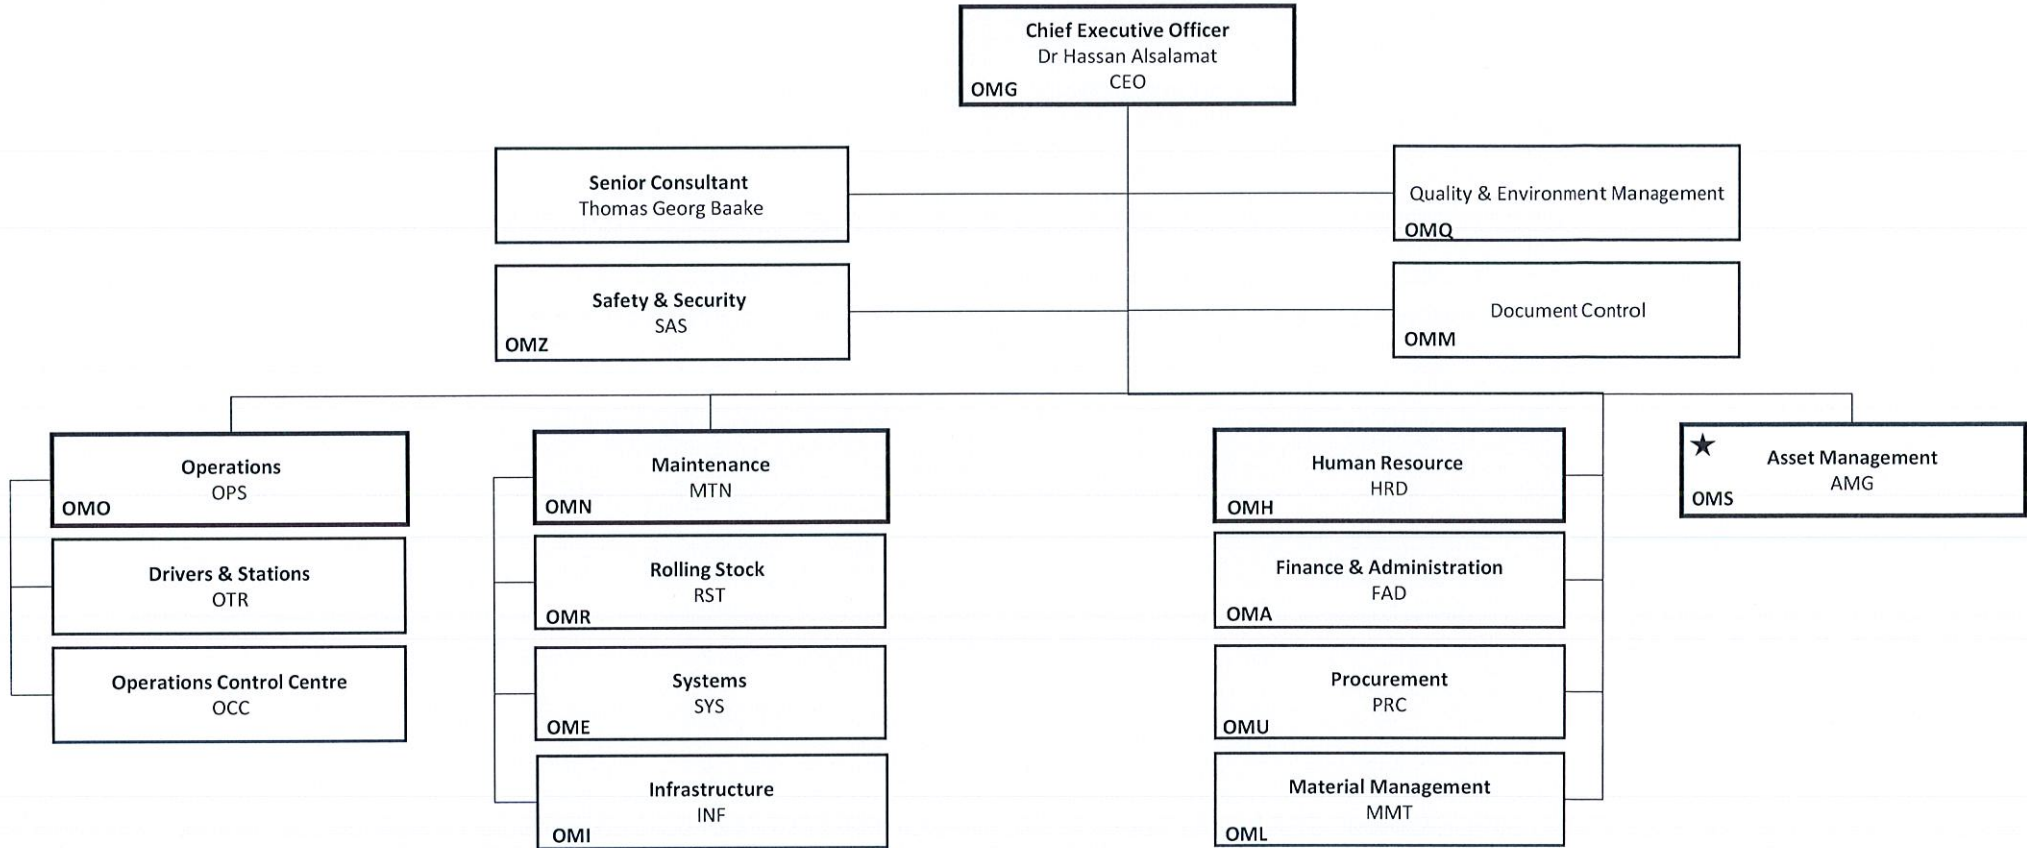 Chief Executive Officer
Dr Hassan Alsalamat
CEO
OMG
Senior Consultant
Thomas Georg Baake
Quality & Environment Management
OMQ
Safety & Security
SAS
OMZ
Document Control
OMM
Operations
OPS
OMO
Drivers & Stations
OTR
Operations Control Centre
OCC
Maintenance
MTN
OMN
Rolling Stock
RST
OMR
Systems
SYS
OME
Infrastructure
INF
OMI
Human Resource
HRD
OMH
Finance & Administration
FAD
OMA
Procurement
PRC
OMU
Material Management
MMT
OML
Asset Management
AMG
OMS